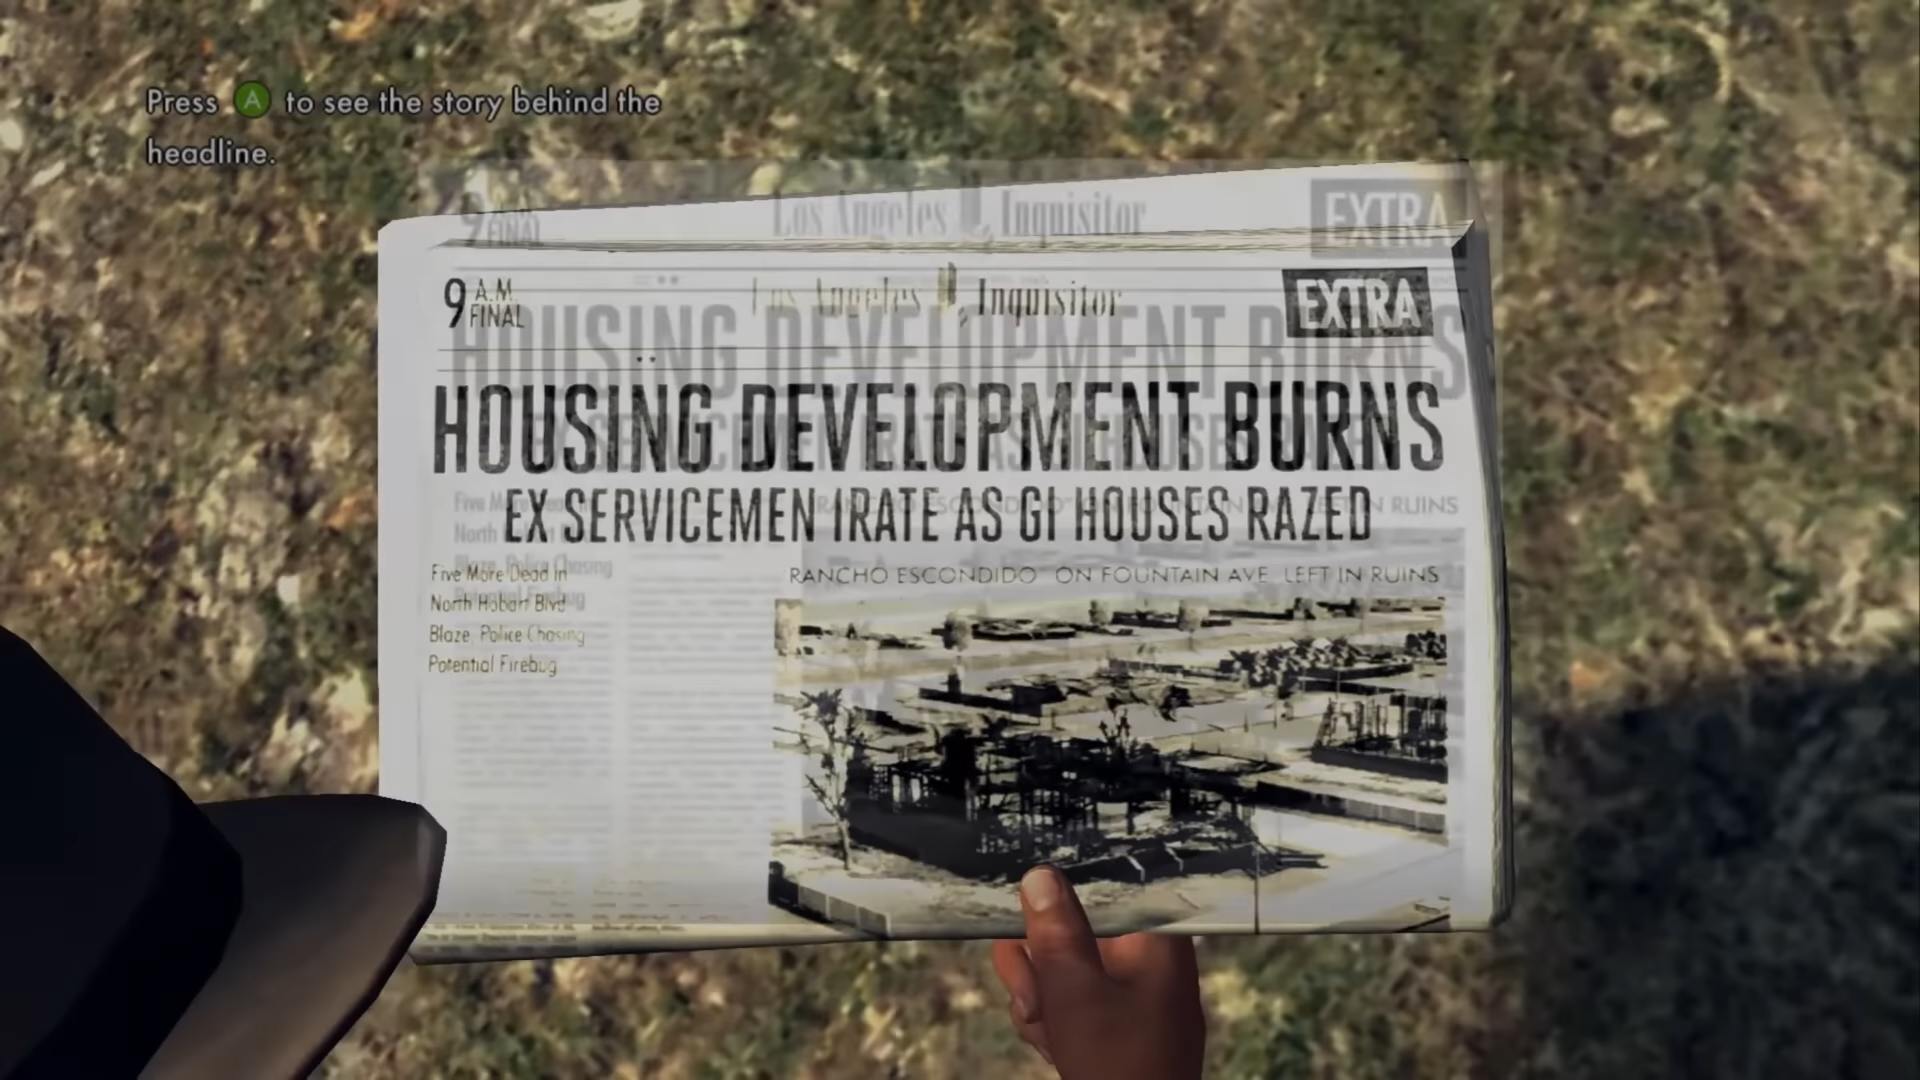 Press A to see the story behind the
headline.
9 A.M. FINAL
Los Angeles Inquisitor
EXTRA
HOUSING DEVELOPMENT BURNS
EX SERVICEMEN IRATE AS GI HOUSES RAZED
Five More Dead In
North Hobart Blvd
Blaze, Police Chasing
Potential Firebug
RANCHO ESCONDIDO ON FOUNTAIN AVE LEFT IN RUINS